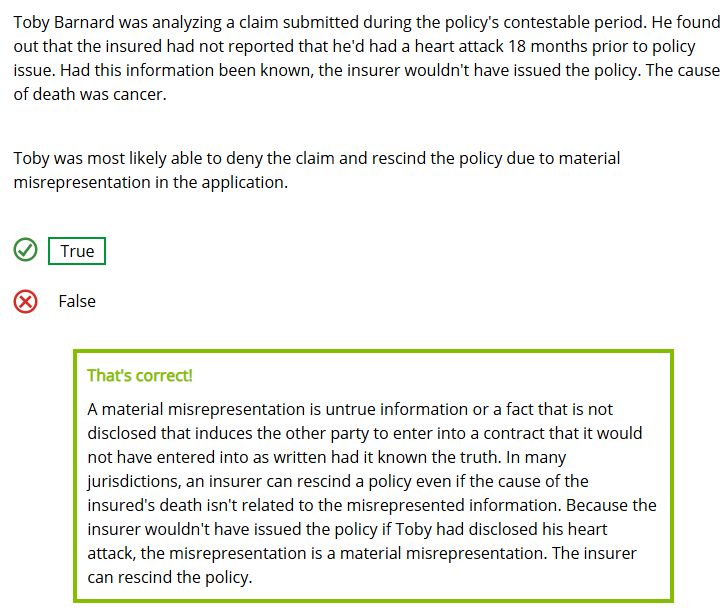 Toby Barnard was analyzing a claim submitted during the policy's contestable period. He found
out that the insured had not reported that he'd had a heart attack 18 months prior to policy
issue. Had this information been known, the insurer wouldn't have issued the policy. The cause
of death was cancer.
Toby was most likely able to deny the claim and rescind the policy due to material
misrepresentation in the application.
True
False
That's correct!
A material misrepresentation is untrue information or a fact that is not
disclosed that induces the other party to enter into a contract that it would
not have entered into as written had it known the truth. In many
jurisdictions, an insurer can rescind a policy even if the cause of the
insured's death isn't related to the misrepresented information. Because the
insurer wouldn't have issued the policy if Toby had disclosed his heart
attack, the misrepresentation is a material misrepresentation. The insurer
can rescind the policy.